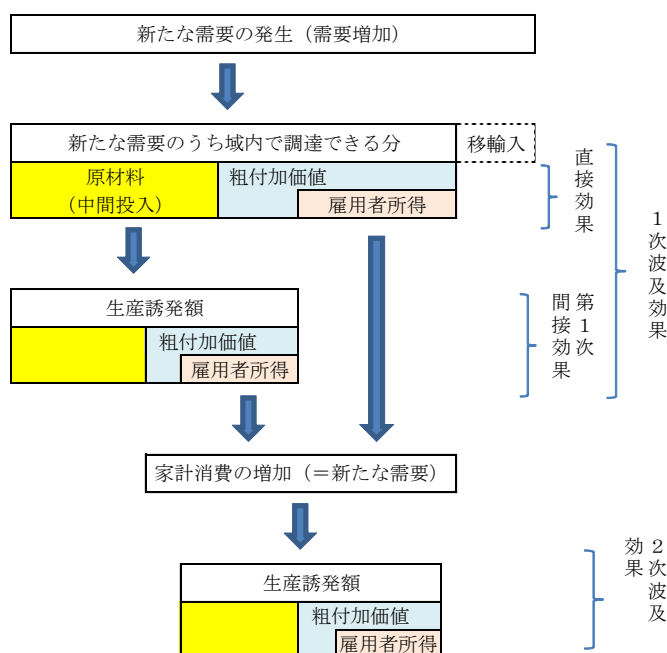 新たな需要の発生（需要増加）
新たな需要のうち域内で調達できる分
移輸入
原材料
（中間投入）
粗付加価値
雇用者所得
直接効果
1次波及効果
生産誘発額
粗付加価値
雇用者所得
第1次
間接効果
家計消費の増加（＝新たな需要）
生産誘発額
粗付加価値
雇用者所得
2次波及
効果